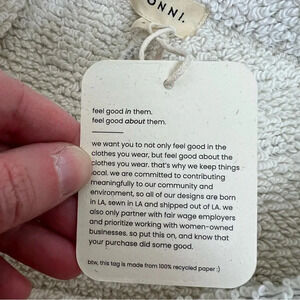 ONNI.
feel good in them.
feel good about them.
we want you to not only feel good in the
clothes you wear, but feel good about the
clothes you wear. that's why we keep things
local. we are committed to contributing
meaningfully to our community and
environment, so all of our designs are born
in LA, sewn in LA and shipped out of LA. we
also only partner with fair wage employers
and prioritize working with women-owned
businesses. so put this on, and know that
your purchase did some good.
btw, this tag is made from 100% recycled paper :)